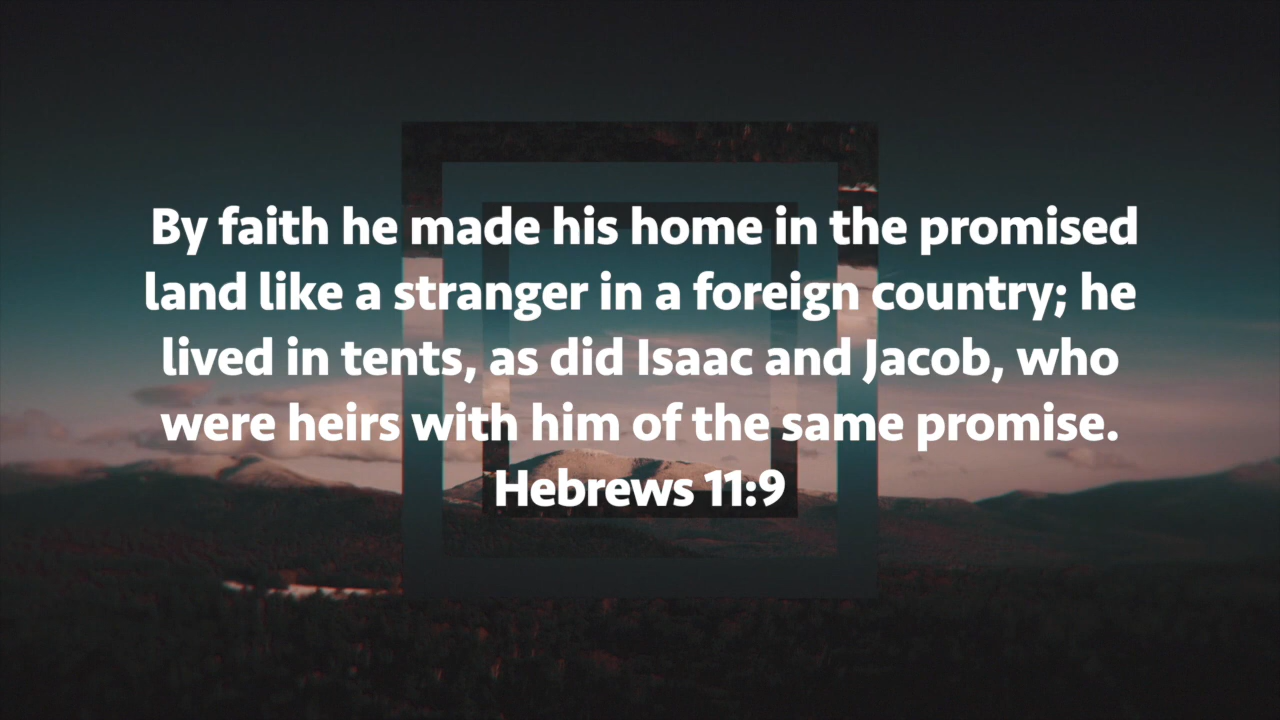 By faith he made his home in the promised
land like a stranger in a foreign country; he
lived in tents, as did Isaac and Jacob, who
were heirs with him of the same promise.
Hebrews 11:9